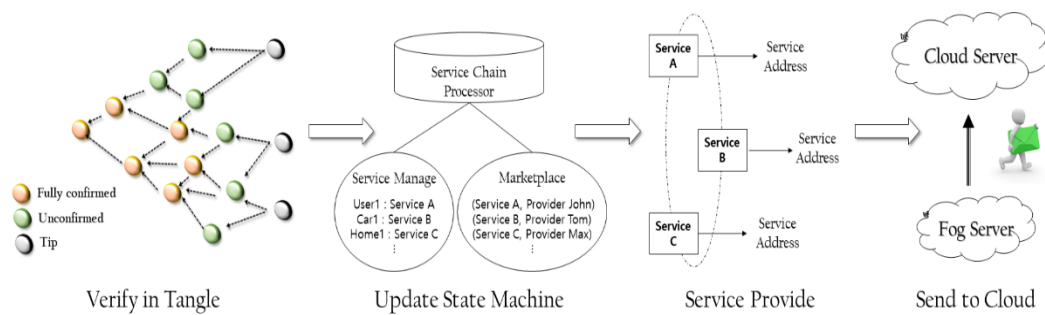 Fully confirmed
Unconfirmed
Tip
Verify in Tangle
Service Chain
Processor
Service Manage
User1 : Service A
Car1 : Service B
Home1 : Service C
⋮
Marketplace
(Service A, Provider John)
(Service B, Provider Tom)
(Service C, Provider Max)
⋮
Update State Machine
Service
A
Service
Address
Service
B
Service
Address
Service
C
Service
Address
Service Provide
Cloud Server
Fog Server
Send to Cloud